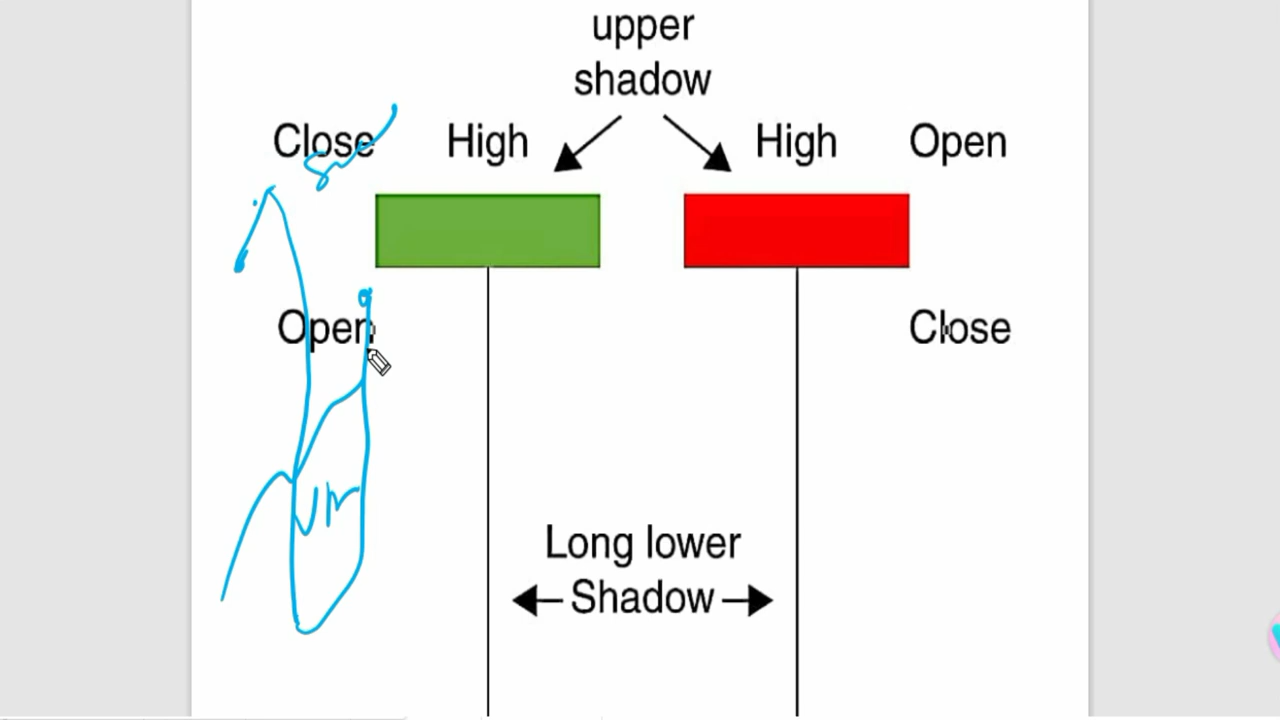 upper
shadow
Close High High Open
Open Close
Long lower
Shadow